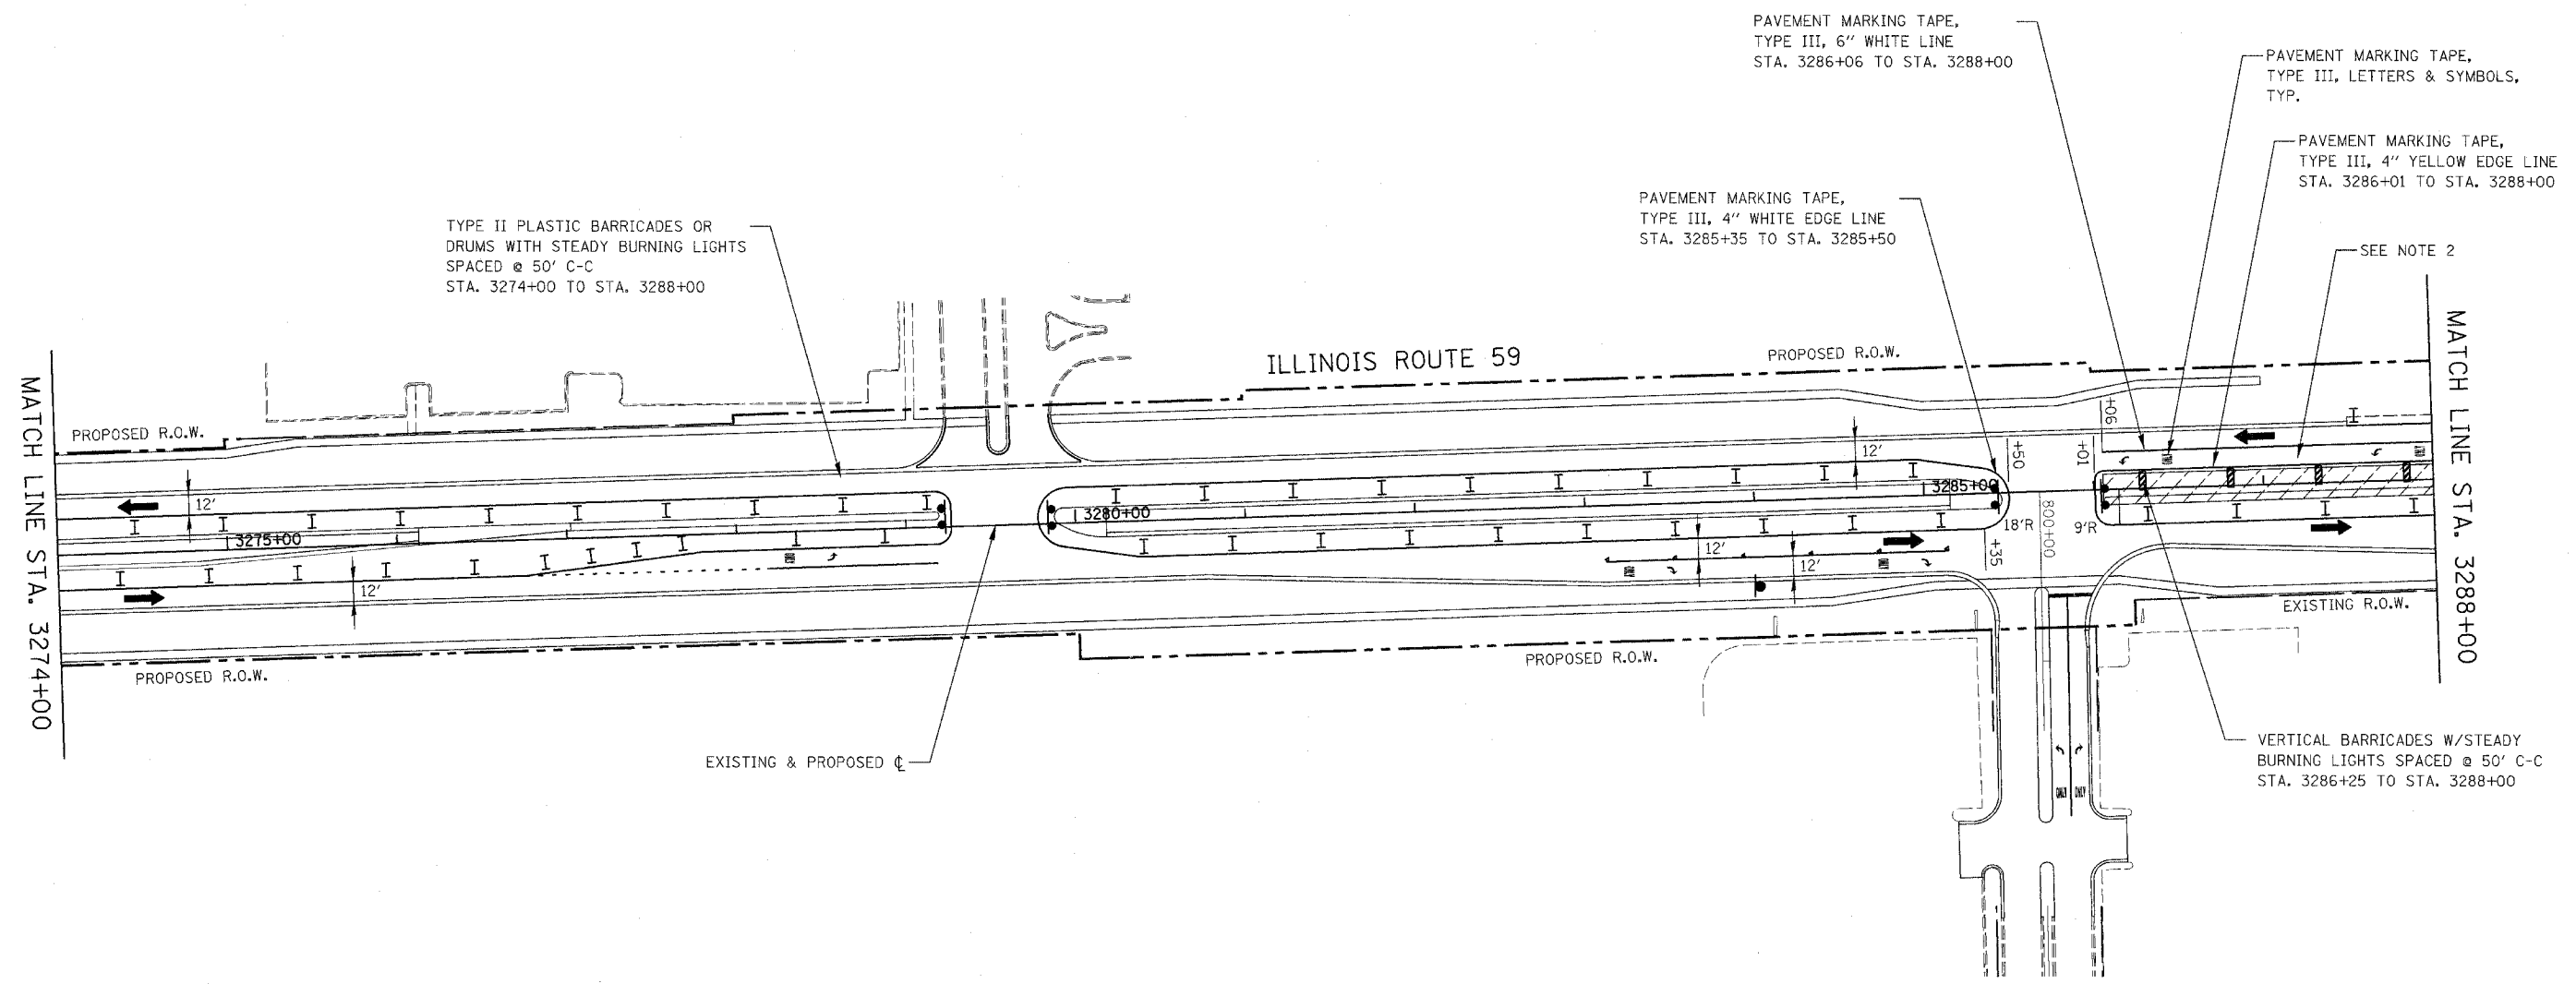 PAVEMENT MARKING TAPE,
TYPE III, 6" WHITE LINE
STA. 3286+06 TO STA. 3288+00
PAVEMENT MARKING TAPE,
TYPE III, LETTERS & SYMBOLS,
TYP.
PAVEMENT MARKING TAPE,
TYPE III, 4" YELLOW EDGE LINE
STA. 3286+01 TO STA. 3288+00
PAVEMENT MARKING TAPE,
TYPE III, 4" WHITE EDGE LINE
STA. 3285+35 TO STA. 3285+50
TYPE II PLASTIC BARRICADES OR
DRUMS WITH STEADY BURNING LIGHTS
SPACED @ 50' C-C
STA. 3274+00 TO STA. 3288+00
SEE NOTE 2
ILLINOIS ROUTE 59
PROPOSED R.O.W.
PROPOSED R.O.W.
MATCH LINE STA. 3274+00
MATCH LINE STA. 3288+00
+06
+50
+01
12'
12'
3285+00
3280+00
3275+00
800+00
18'R
9'R
+35
12'
12'
12'
EXISTING R.O.W.
PROPOSED R.O.W.
PROPOSED R.O.W.
EXISTING & PROPOSED ℄
VERTICAL BARRICADES W/STEADY
BURNING LIGHTS SPACED @ 50' C-C
STA. 3286+25 TO STA. 3288+00
ONLY
ONLY